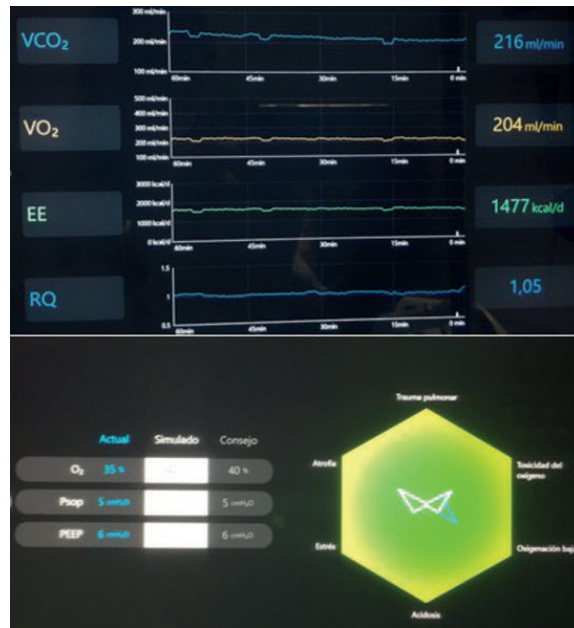 300 ml/min
VCO₂
200 ml/min
216 ml/min
100 ml/min
60min 45min 30min 15min 0 min
500 ml/min
400 ml/min
VO₂
300 ml/min
204 ml/min
200 ml/min
100 ml/min
60min 45min 30min 15min 0 min
3000 kcal/d
2000 kcal/d
EE
1477 kcal/d
1000 kcal/d
0 kcal/d
60min 45min 30min 15min 0 min
1.5
RQ
1
1,05
0.5
60min 45min 30min 15min 0 min
Trauma pulmonar
Actual Simulado Consejo
O₂ 35 % 40 %
Psop 5 cmH₂O 5 cmH₂O
PEEP 6 cmH₂O 6 cmH₂O
Atrofia
Toxicidad del
oxígeno
Estrés
Oxigenación baja
Acidosis